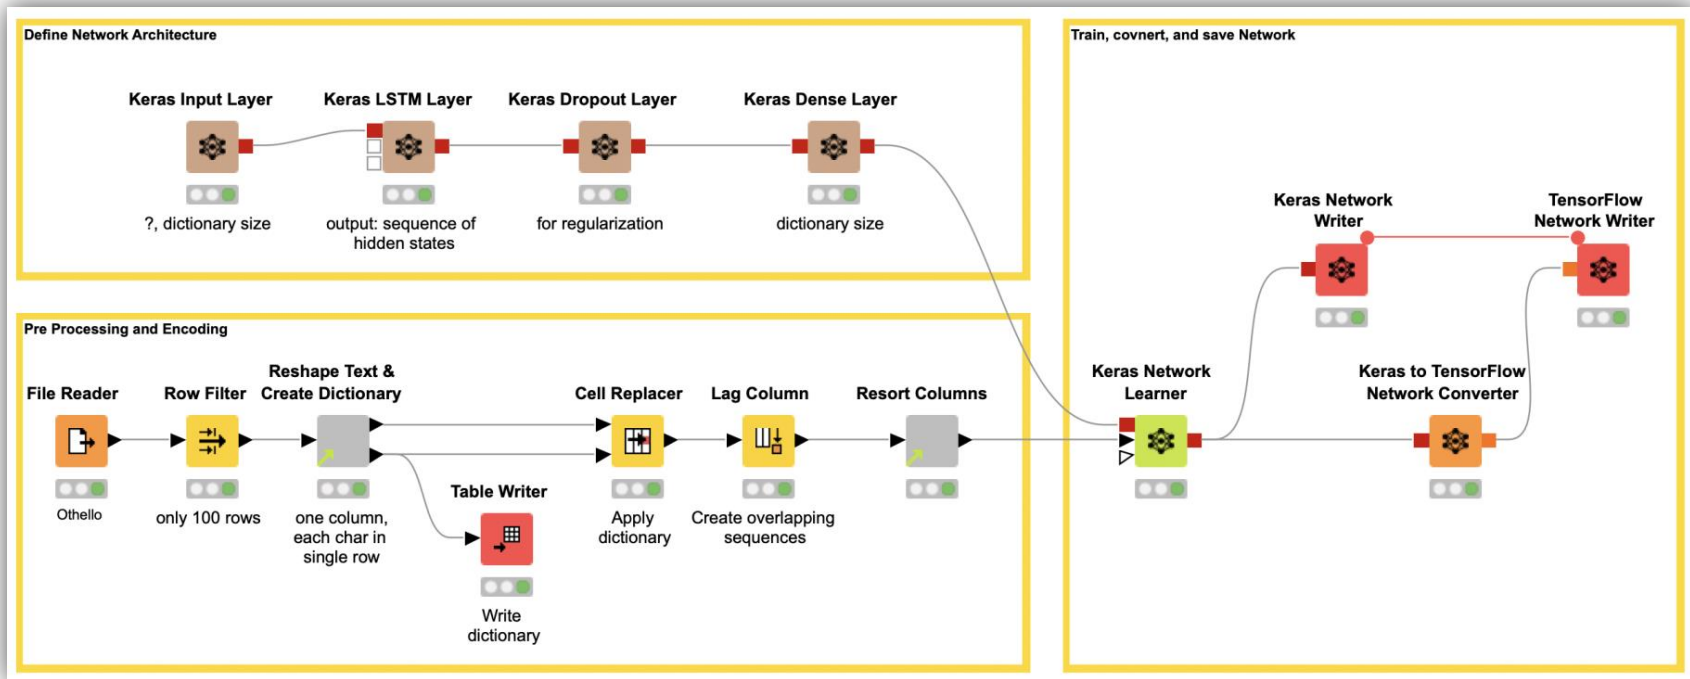 Define Network Architecture
Keras Input Layer
Keras LSTM Layer
Keras Dropout Layer
Keras Dense Layer
?, dictionary size
output: sequence of
hidden states
for regularization
dictionary size
Pre Processing and Encoding
File Reader
Row Filter
Reshape Text &
Create Dictionary
Cell Replacer
Lag Column
Resort Columns
Othello
only 100 rows
one column,
each char in
single row
Table Writer
Write
dictionary
Apply
dictionary
Create overlapping
sequences
Train, covnert, and save Network
Keras Network
Writer
TensorFlow
Network Writer
Keras Network
Learner
Keras to TensorFlow
Network Converter